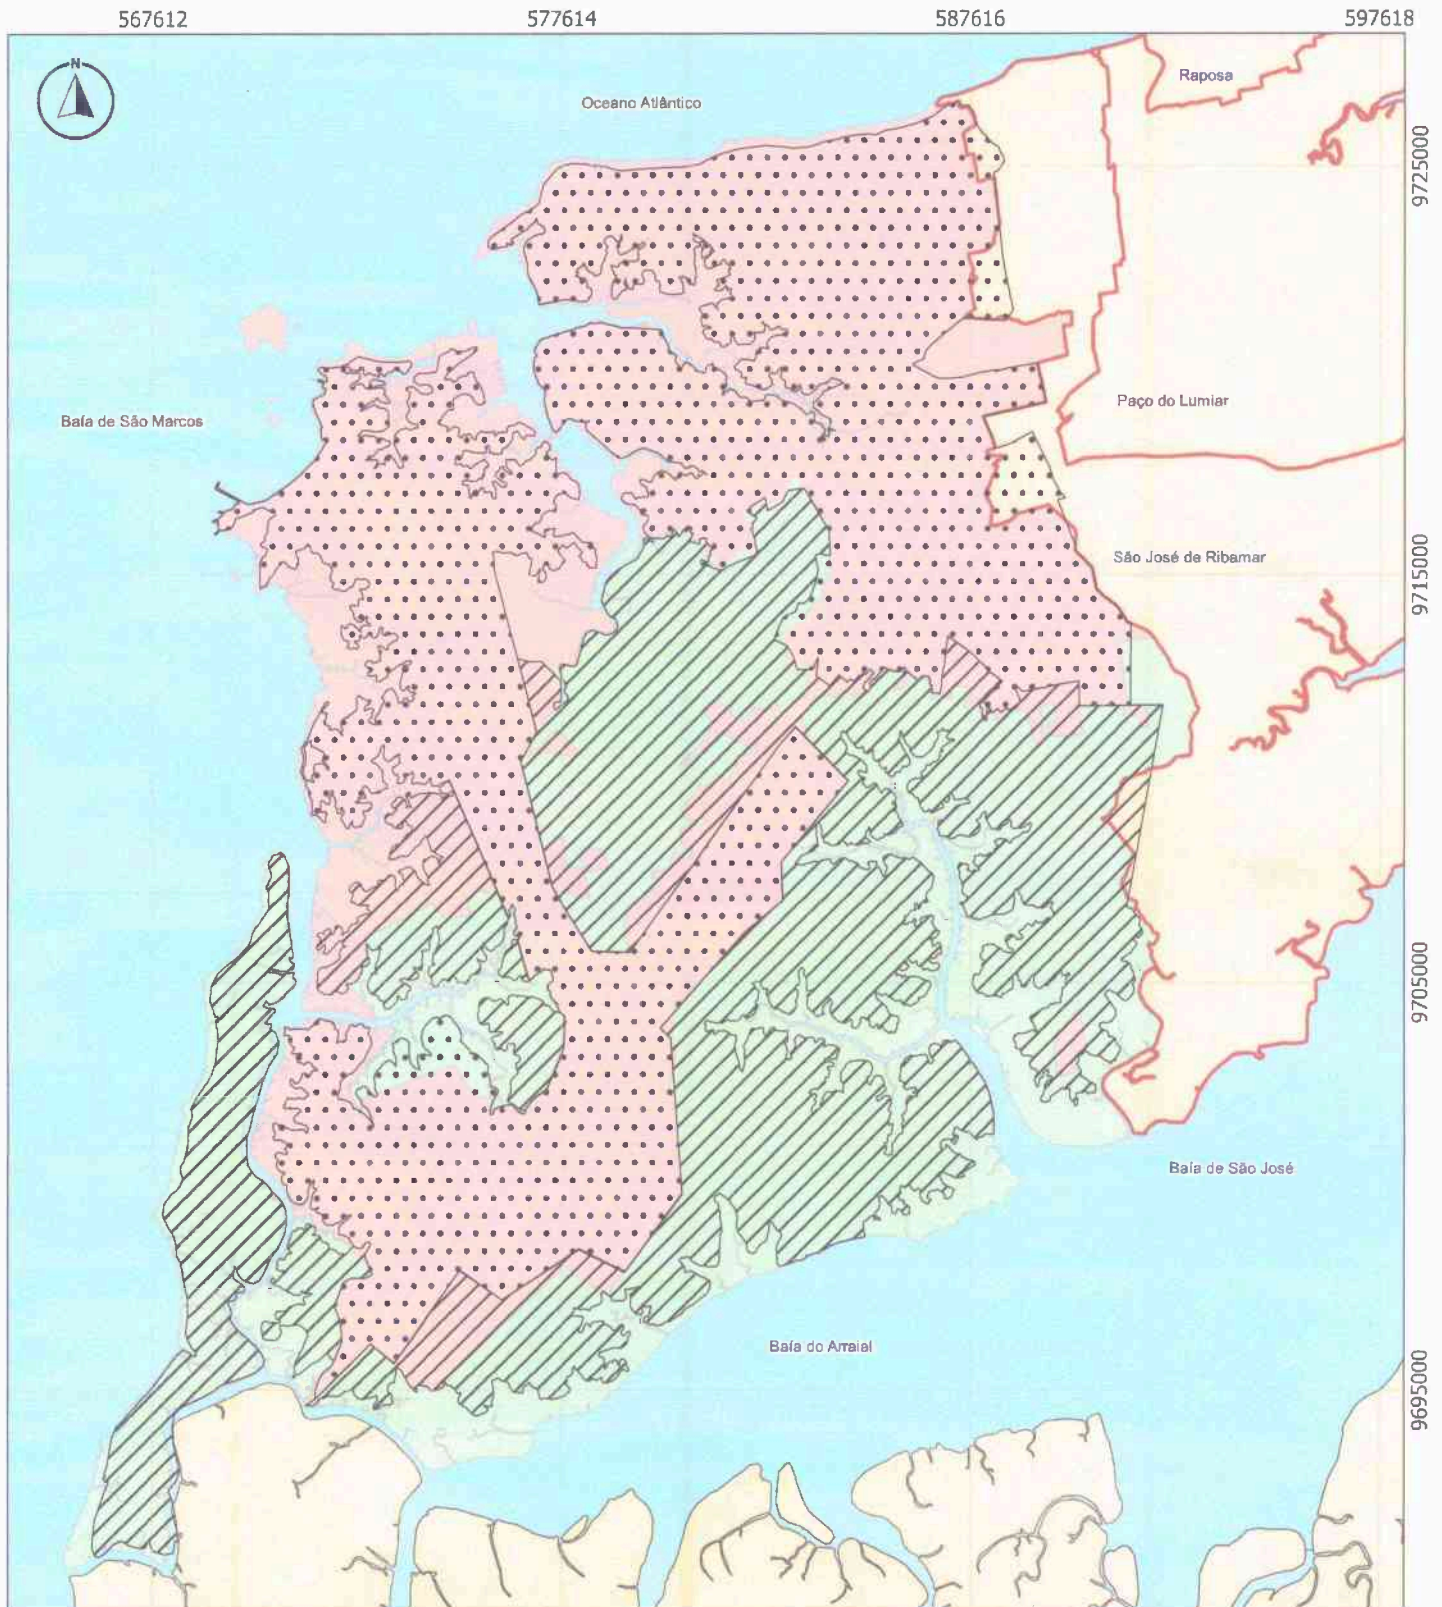 567612
577614
587616
597618
N
Oceano Atlântico
Raposa
9725000
Baía de São Marcos
Paço do Lumiar
São José de Ribamar
9715000
9705000
Baía de São José
Baía do Arraial
9695000